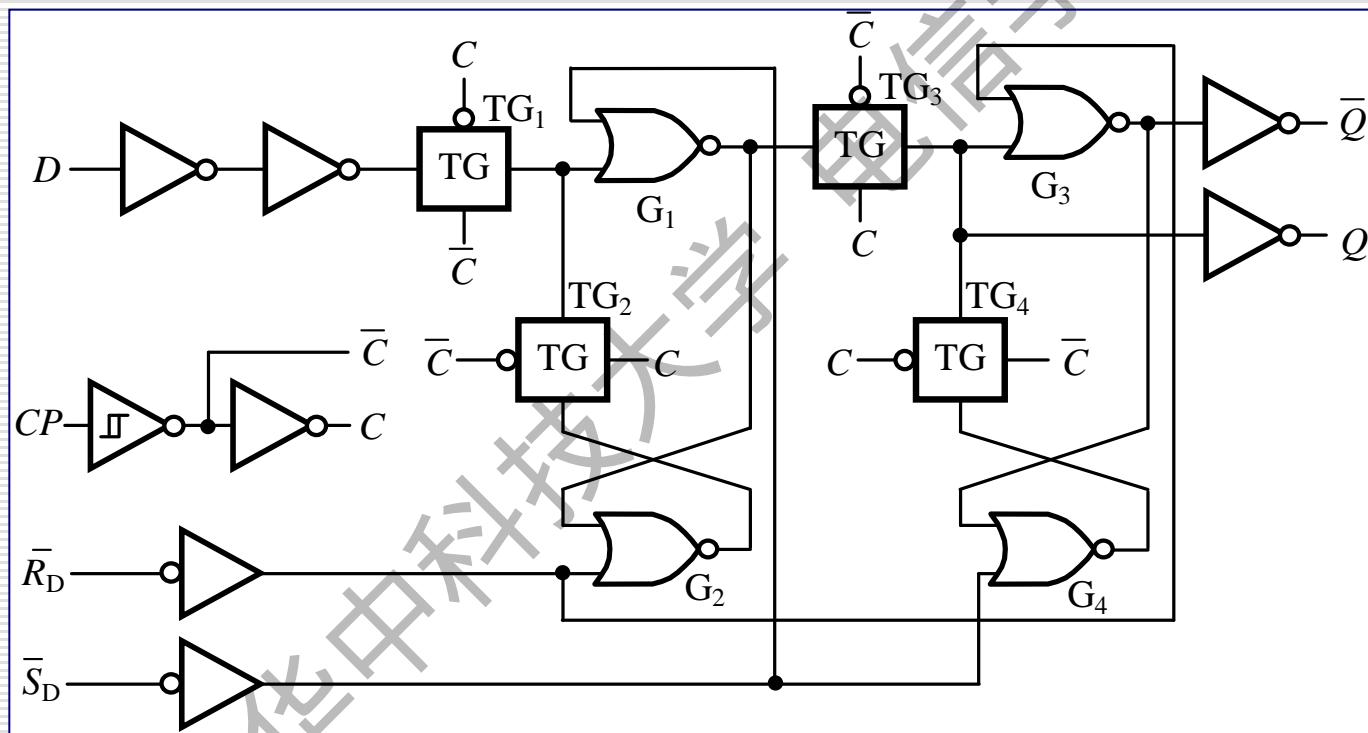 C
TG₁
TG
C̅
D
G₁
C̅
TG₃
TG
C
G₃
Q̅
Q
TG₂
C̅
TG
C
TG₄
C
TG
C̅
CP
C̅
C
R̅D
G₂
G₄
S̅D
华中科技大学 电信学